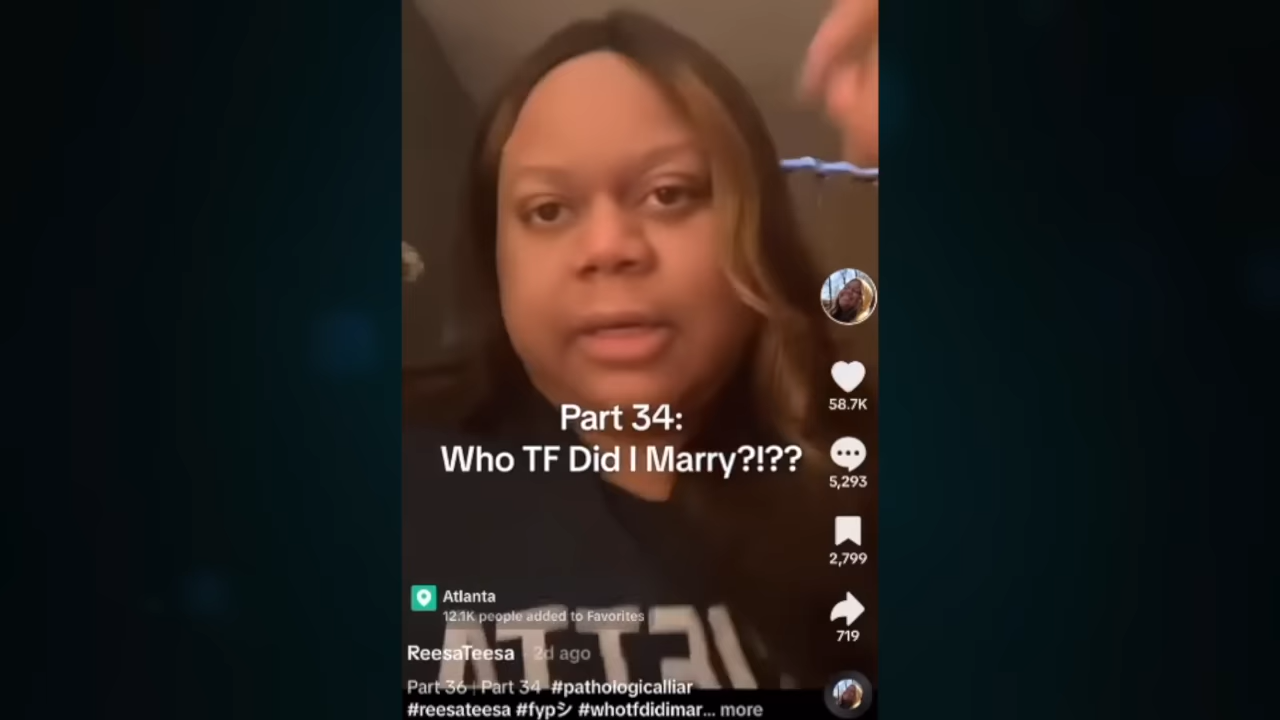 58.7K
Part 34:
Who TF Did I Marry?!??
5,293
2,799
Atlanta
12.1K people added to Favorites
719
ReesaTeesa · 2d ago
Part 36 | Part 34 #pathologicalliar
#reesateesa #fypシ #whotfdidimar... more